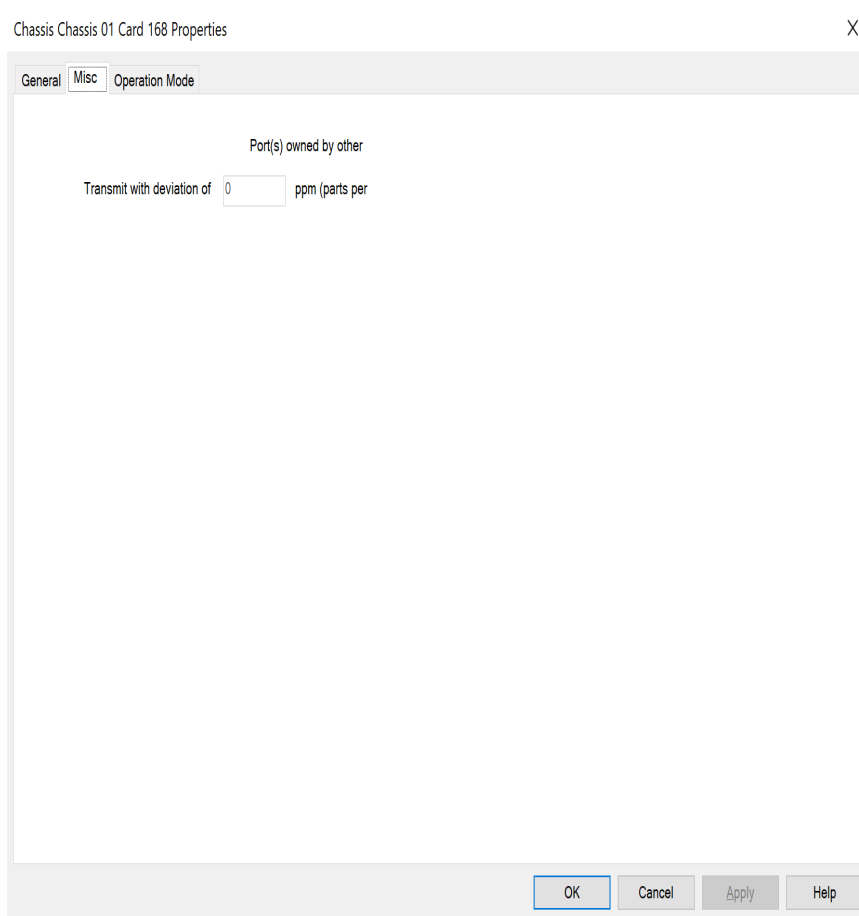 Chassis Chassis 01 Card 168 Properties
General Misc Operation Mode
Port(s) owned by other
Transmit with deviation of 0 ppm (parts per
OK Cancel Apply Help